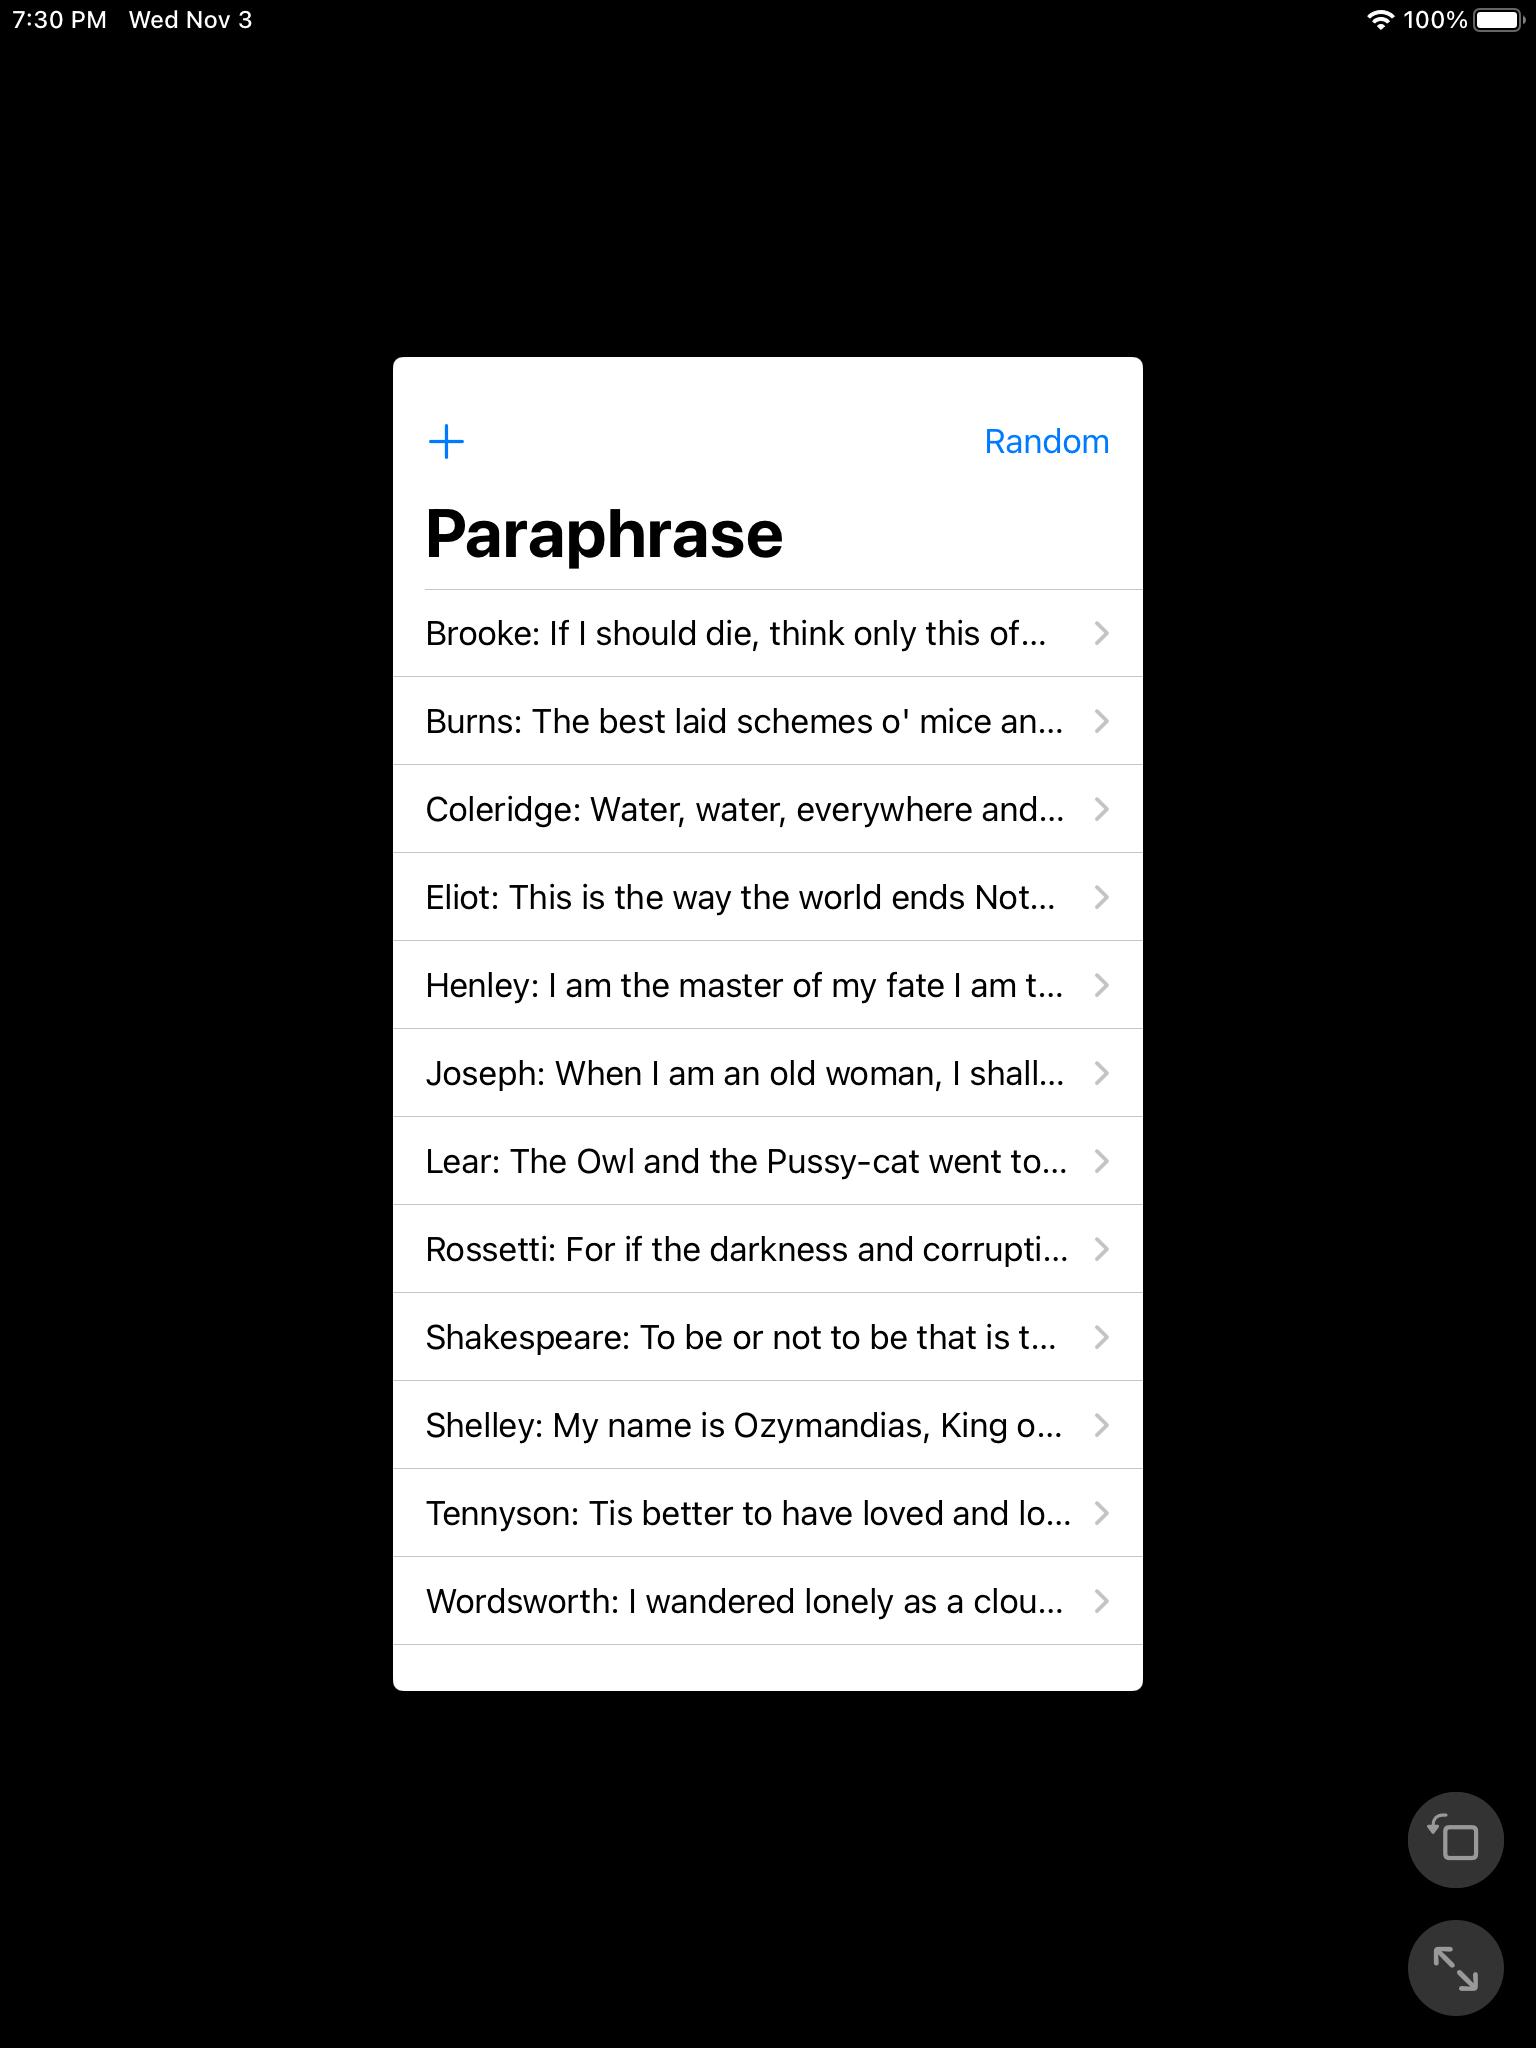 7:30 PM Wed Nov 3 100%
Random
Paraphrase
Brooke: If I should die, think only this of...
Burns: The best laid schemes o' mice an...
Coleridge: Water, water, everywhere and...
Eliot: This is the way the world ends Not...
Henley: I am the master of my fate I am t...
Joseph: When I am an old woman, I shall...
Lear: The Owl and the Pussy-cat went to...
Rossetti: For if the darkness and corrupti...
Shakespeare: To be or not to be that is t...
Shelley: My name is Ozymandias, King o...
Tennyson: Tis better to have loved and lo...
Wordsworth: I wandered lonely as a clou...